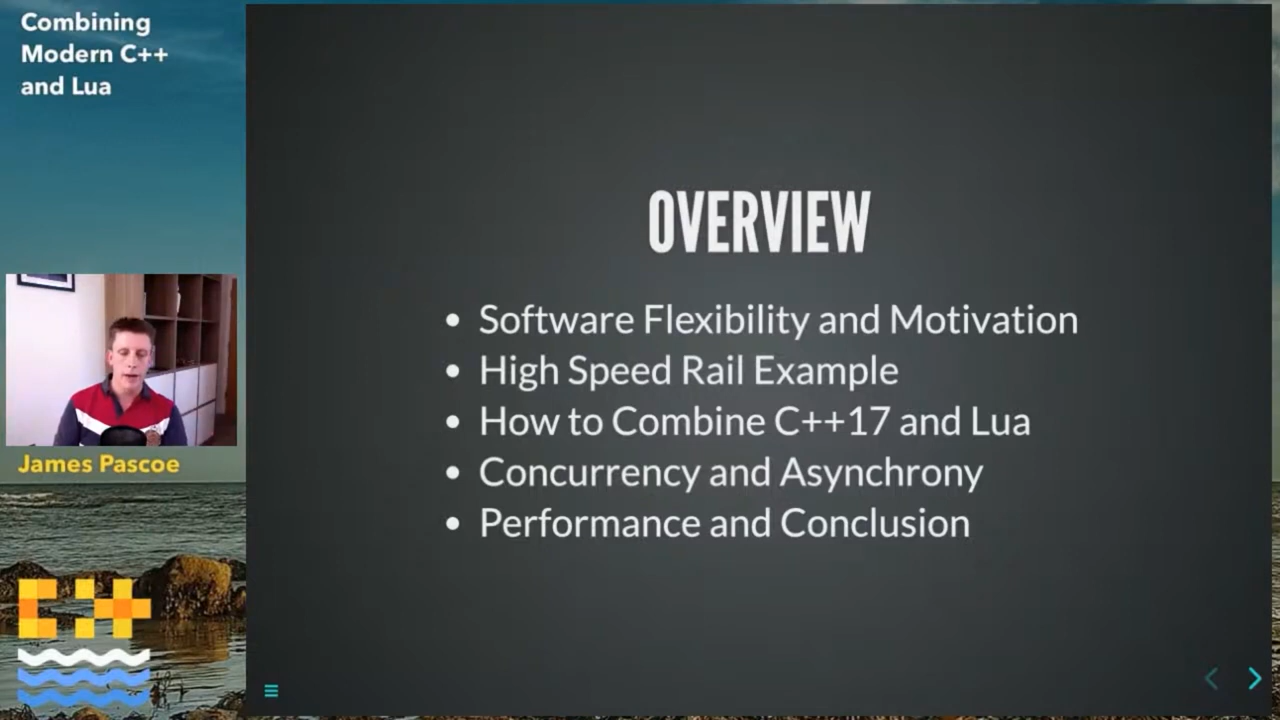 Combining
Modern C++
and Lua
James Pascoe
OVERVIEW
• Software Flexibility and Motivation
• High Speed Rail Example
• How to Combine C++17 and Lua
• Concurrency and Asynchrony
• Performance and Conclusion
C++